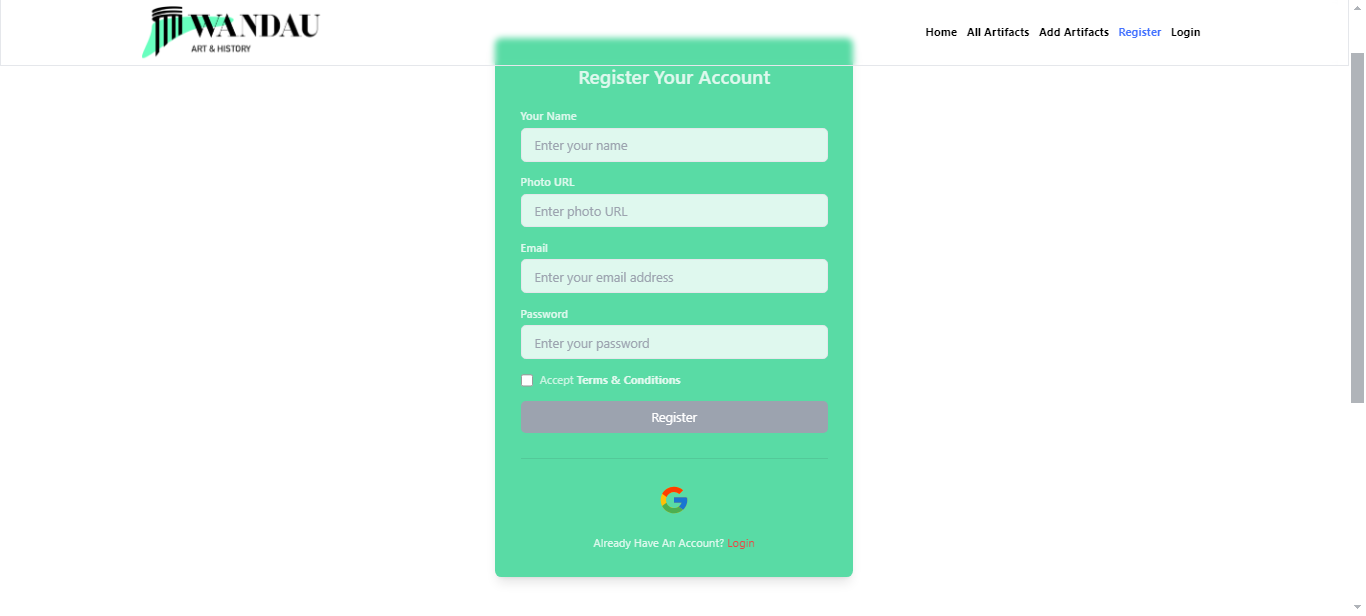 WANDAU
ART & HISTORY
Home All Artifacts Add Artifacts Register Login
Register Your Account
Your Name
Enter your name
Photo URL
Enter photo URL
Email
Enter your email address
Password
Enter your password
Accept Terms & Conditions
Register
Already Have An Account? Login